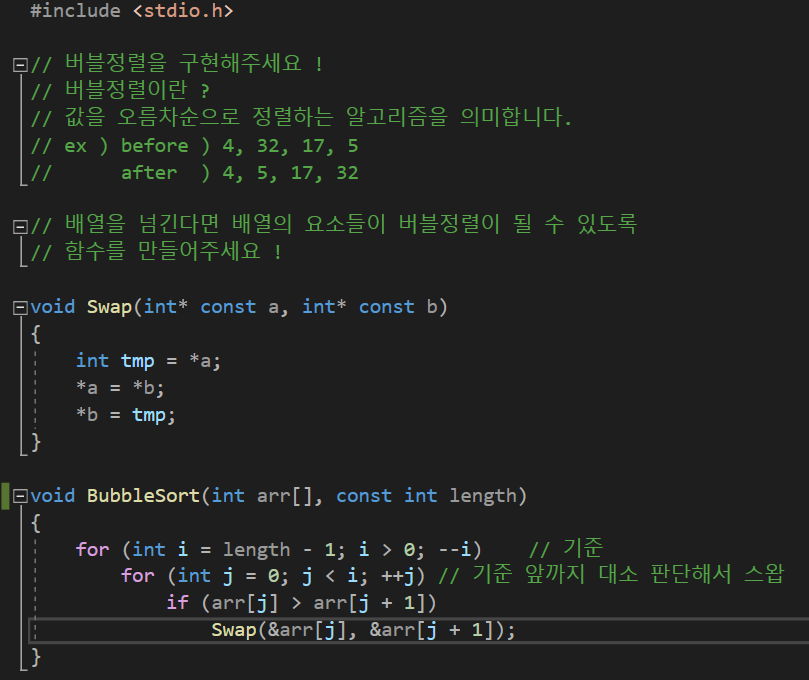 #include <stdio.h>
// 버블정렬을 구현해주세요 !
// 버블정렬이란 ?
// 값을 오름차순으로 정렬하는 알고리즘을 의미합니다.
// ex ) before ) 4, 32, 17, 5
//      after  ) 4, 5, 17, 32
// 배열을 넘긴다면 배열의 요소들이 버블정렬이 될 수 있도록
// 함수를 만들어주세요 !
void Swap(int* const a, int* const b)
{
    int tmp = *a;
    *a = *b;
    *b = tmp;
}
void BubbleSort(int arr[], const int length)
{
    for (int i = length - 1; i > 0; --i)    // 기준
        for (int j = 0; j < i; ++j) // 기준 앞까지 대소 판단해서 스왑
            if (arr[j] > arr[j + 1])
                Swap(&arr[j], &arr[j + 1]);
}